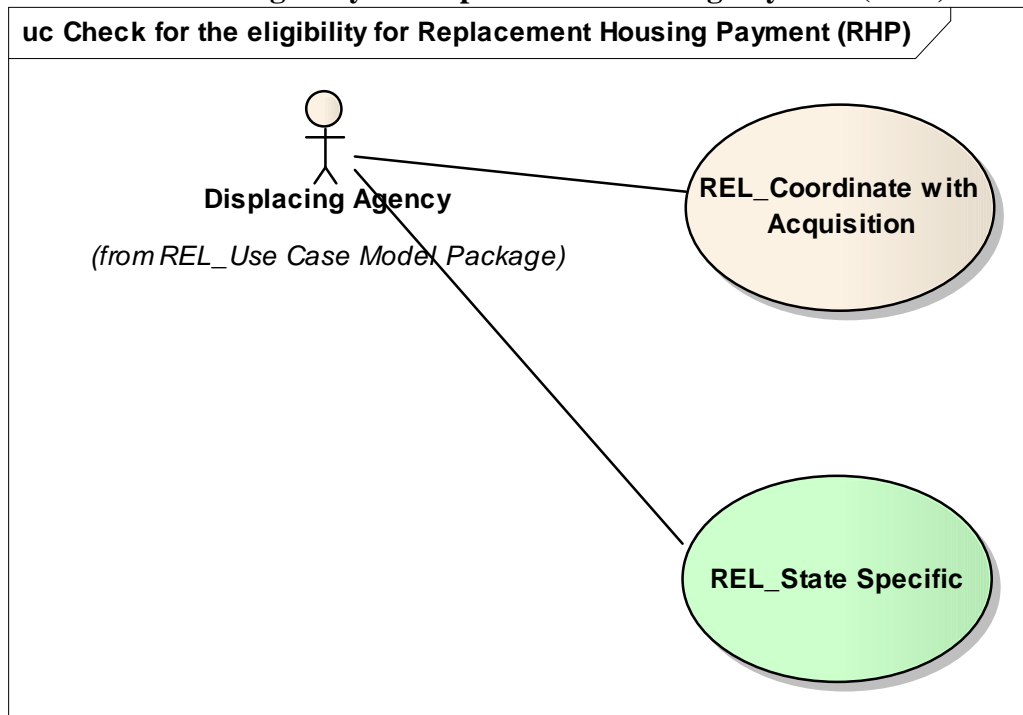 uc Check for the eligibility for Replacement Housing Payment (RHP)
Displacing Agency
(from REL_Use Case Model Package)
REL_Coordinate with
Acquisition
REL_State Specific